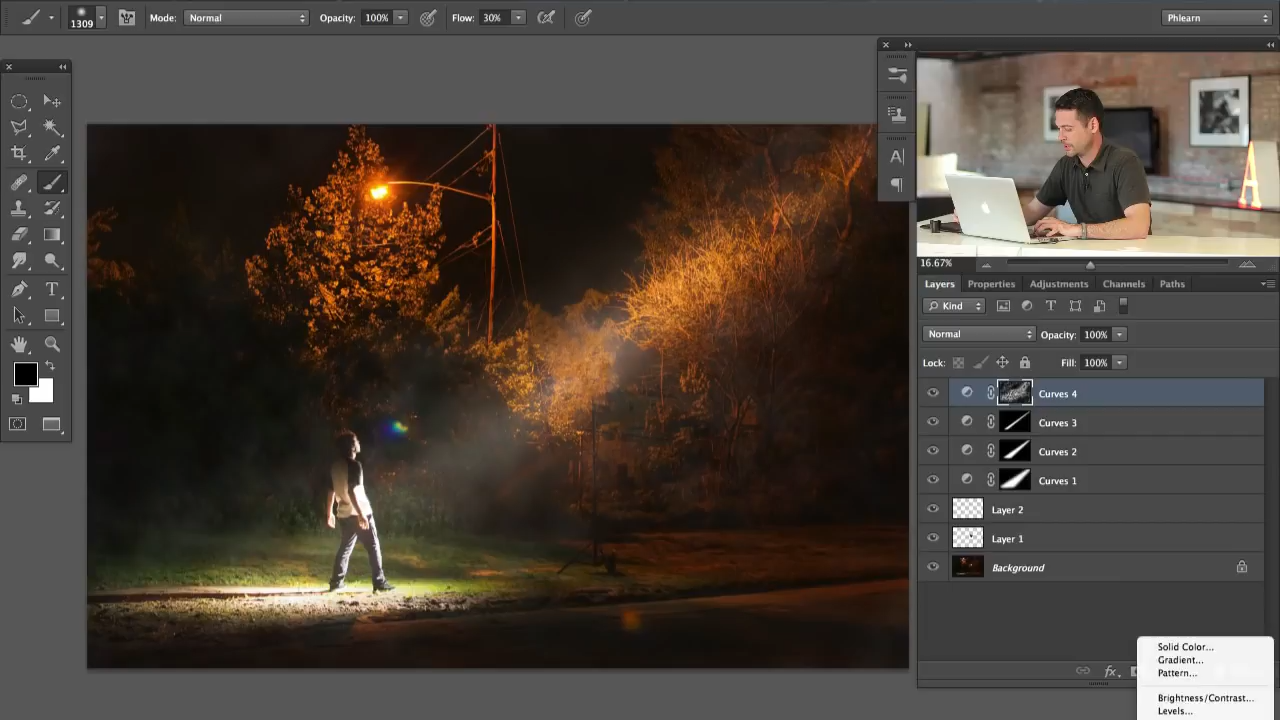 1309
Mode:
Normal
Opacity:
100%
Flow:
30%
Phlearn
T
A
16.67%
Layers
Properties
Adjustments
Channels
Paths
Kind
T
Normal
Opacity:
100%
Lock:
Fill:
100%
Curves 4
Curves 3
Curves 2
Curves 1
Layer 2
Layer 1
Background
fx
Solid Color...
Gradient...
Pattern...
Brightness/Contrast...
Levels...